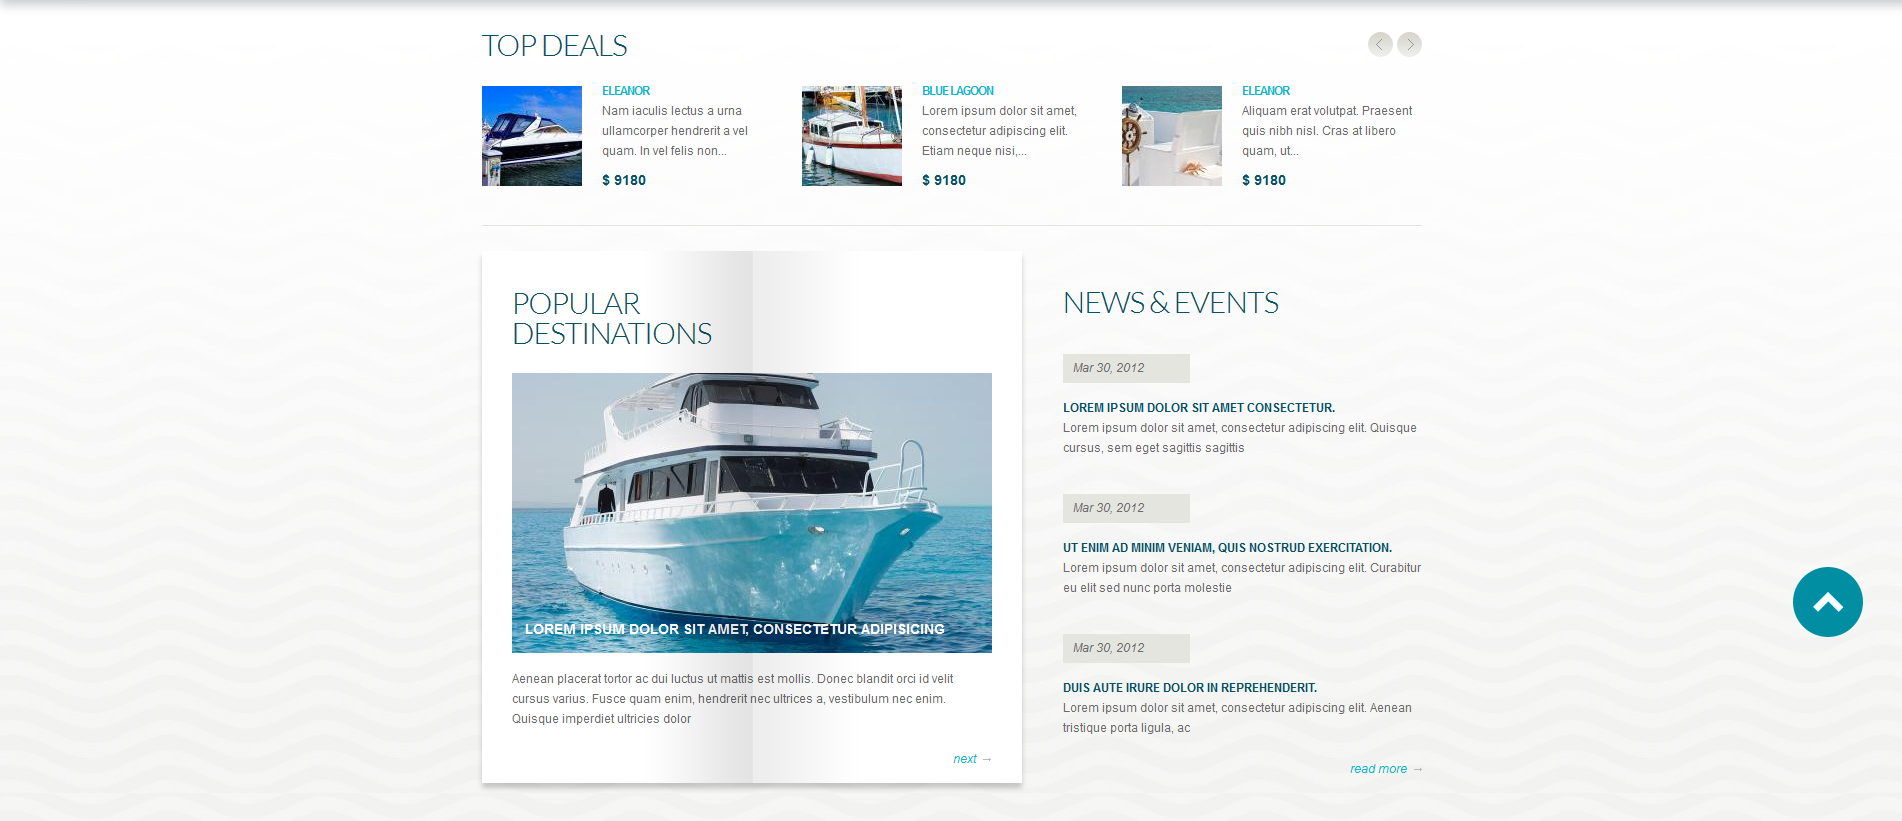 TOP DEALS
ELEANOR
Nam iaculis lectus a urna
ullamcorper hendrerit a vel
quam. In vel felis non...
$ 9180
BLUE LAGOON
Lorem ipsum dolor sit amet,
consectetur adipiscing elit.
Etiam neque nisi,...
$ 9180
ELEANOR
Aliquam erat volutpat. Praesent
quis nibh nisl. Cras at libero
quam, ut...
$ 9180
POPULAR
DESTINATIONS
LOREM IPSUM DOLOR SIT AMET, CONSECTETUR ADIPISICING
Aenean placerat tortor ac dui luctus ut mattis est mollis. Donec blandit orci id velit
cursus varius. Fusce quam enim, hendrerit nec ultrices a, vestibulum nec enim.
Quisque imperdiet ultricies dolor
next →
NEWS & EVENTS
Mar 30, 2012
LOREM IPSUM DOLOR SIT AMET CONSECTETUR.
Lorem ipsum dolor sit amet, consectetur adipiscing elit. Quisque
cursus, sem eget sagittis sagittis
Mar 30, 2012
UT ENIM AD MINIM VENIAM, QUIS NOSTRUD EXERCITATION.
Lorem ipsum dolor sit amet, consectetur adipiscing elit. Curabitur
eu elit sed nunc porta molestie
Mar 30, 2012
DUIS AUTE IRURE DOLOR IN REPREHENDERIT.
Lorem ipsum dolor sit amet, consectetur adipiscing elit. Aenean
tristique porta ligula, ac
read more →